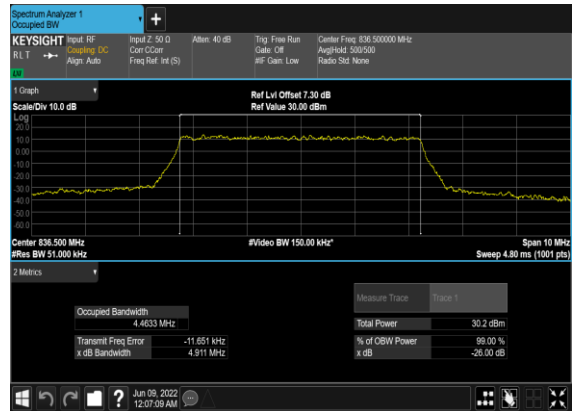 Spectrum Analyzer 1
Occupied BW
+
KEYSIGHT
RLT
Input: RF
Coupling: DC
Align: Auto
Input Z: 50 Ω
Corr CCorr
Freq Ref: Int (S)
Atten: 40 dB
Trig: Free Run
Gate: Off
#IF Gain: Low
Center Freq: 836.500000 MHz
Avg|Hold: 500/500
Radio Std: None
1 Graph
Scale/Div 10.0 dB
Ref Lvl Offset 7.30 dB
Ref Value 30.00 dBm
Log
20.0
10.0
0.00
-10.0
-20.0
-30.0
-40.0
-50.0
-60.0
Center 836.500 MHz
#Video BW 150.00 kHz*
Span 10 MHz
#Res BW 51.000 kHz
Sweep 4.80 ms (1001 pts)
2 Metrics
Measure Trace
Trace 1
Occupied Bandwidth
4.4633 MHz
Total Power
30.2 dBm
Transmit Freq Error
-11.651 kHz
% of OBW Power
99.00 %
x dB Bandwidth
4.911 MHz
x dB
-26.00 dB
?
Jun 09, 2022
12:07:09 AM